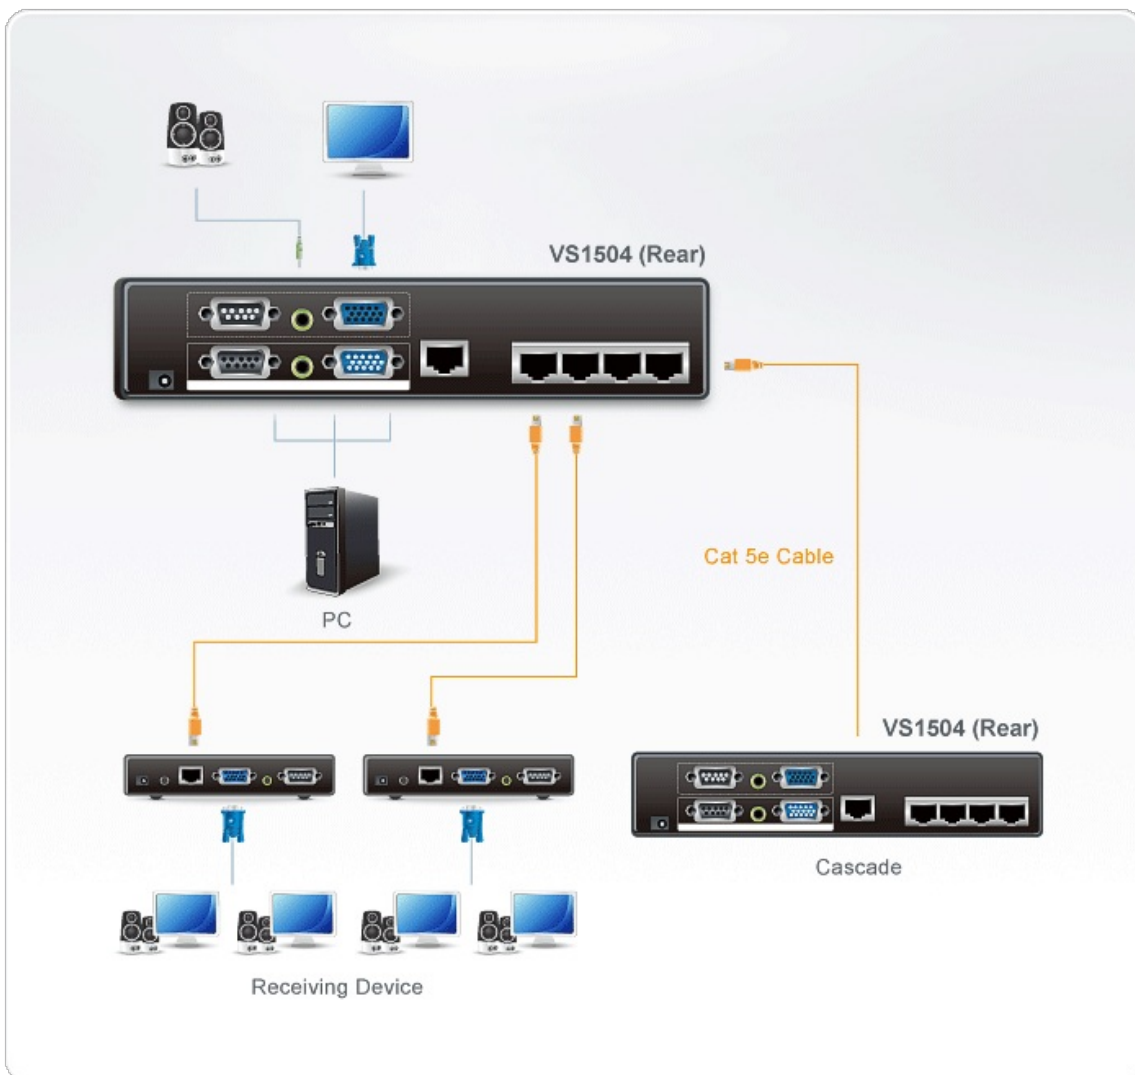 VS1504 (Rear)
PC
Cat 5e Cable
VS1504 (Rear)
Cascade
Receiving Device